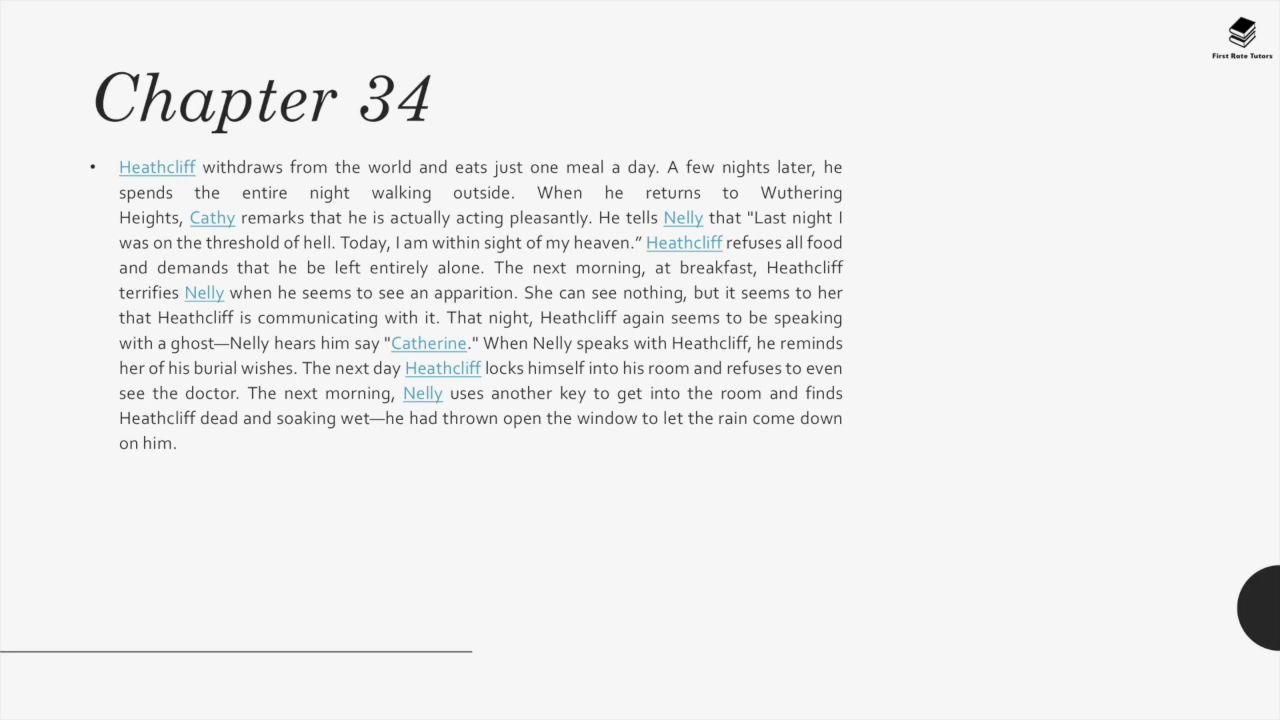 First Rate Tutors
Chapter 34
• Heathcliff withdraws from the world and eats just one meal a day. A few nights later, he
spends the entire night walking outside. When he returns to Wuthering
Heights, Cathy remarks that he is actually acting pleasantly. He tells Nelly that "Last night I
was on the threshold of hell. Today, I am within sight of my heaven.” Heathcliff refuses all food
and demands that he be left entirely alone. The next morning, at breakfast, Heathcliff
terrifies Nelly when he seems to see an apparition. She can see nothing, but it seems to her
that Heathcliff is communicating with it. That night, Heathcliff again seems to be speaking
with a ghost—Nelly hears him say "Catherine." When Nelly speaks with Heathcliff, he reminds
her of his burial wishes. The next day Heathcliff locks himself into his room and refuses to even
see the doctor. The next morning, Nelly uses another key to get into the room and finds
Heathcliff dead and soaking wet—he had thrown open the window to let the rain come down
on him.